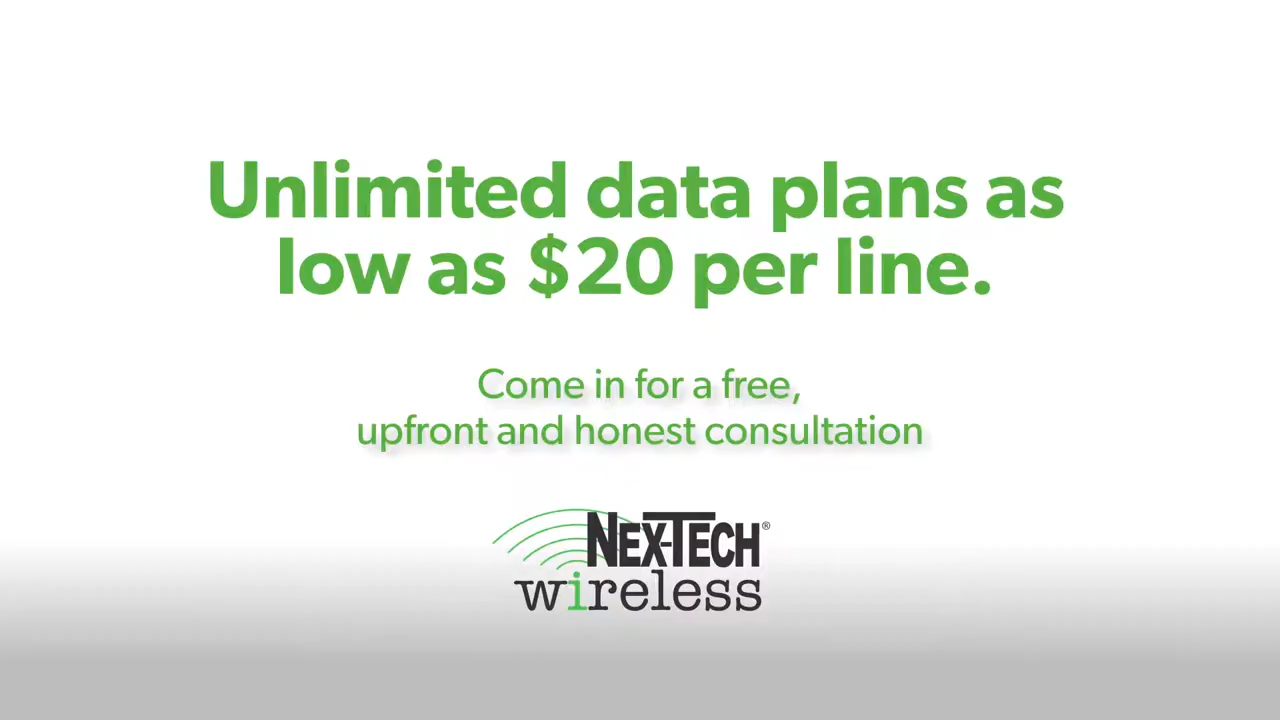 Unlimited data plans as
low as $20 per line.
Come in for a free,
upfront and honest consultation
NEX-TECH®
wireless